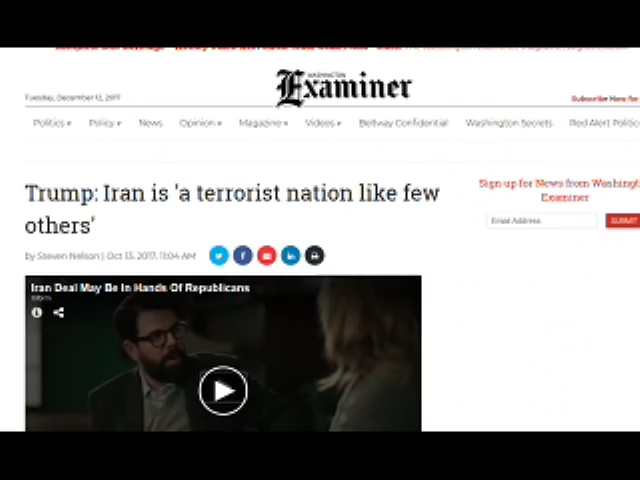 WASHINGTON
Examiner
Tuesday, December 12, 2017
Subscribe Now for
Politics
Policy
News
Opinion
Magazine
Videos
Beltway Confidential
Washington Secrets
Red Alert Politic
Trump: Iran is 'a terrorist nation like few
others'
by Steven Nelson | Oct 13, 2017, 11:04 AM
Sign up for News from Washingt
Examiner
Email Address
SUBMIT
Iran Deal May Be In Hands Of Republicans